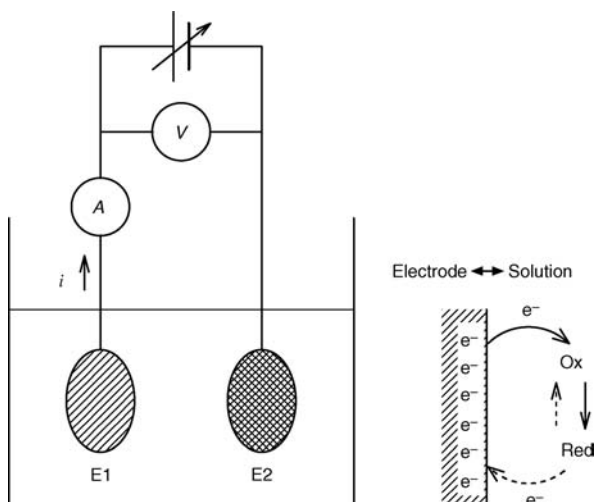 V
A
i
E1
E2
Electrode ↔ Solution
e⁻
e⁻
e⁻
e⁻
e⁻
e⁻
e⁻
Ox
Red
e⁻